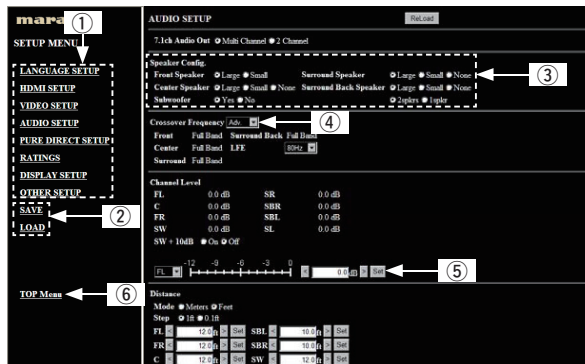 mara
①
SETUP MENU
LANGUAGE SETUP
HDMI SETUP
VIDEO SETUP
AUDIO SETUP
PURE DIRECT SETUP
RATINGS
DISPLAY SETUP
OTHER SETUP
②
SAVE
LOAD
⑥
TOP Menu
AUDIO SETUP ReLoad
7.1ch Audio Out Multi Channel 2 Channel
Speaker Config.
Front Speaker Large Small Surround Speaker Large Small None
③
Center Speaker Large Small None Surround Back Speaker Large Small None
Subwoofer Yes No 2spkrs 1spkr
Crossover Frequency Adv.
④
Front Full Band Surround Back Full Band
Center Full Band LFE 80Hz
Surround Full Band
Channel Level
FL 0.0 dB SR 0.0 dB
C 0.0 dB SBR 0.0 dB
FR 0.0 dB SBL 0.0 dB
SW 0.0 dB SL 0.0 dB
SW + 10dB On Off
-12 -9 -6 -3 0
FL < 0.0 dB > Set
⑤
Distance
Mode Meters Feet
Step 1ft 0.1ft
FL < 12.0 ft > Set SBL < 10.0 ft > Set
FR < 12.0 ft > Set SBR < 10.0 ft > Set
C < 12.0 ft > Set SW < 12.0 ft > Set